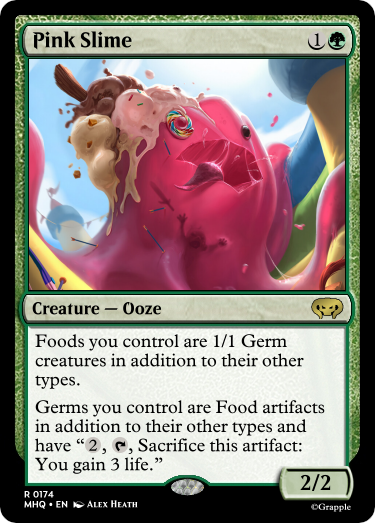 Pink Slime
1
Creature — Ooze
Foods you control are 1/1 Germ
creatures in addition to their other
types.
Germs you control are Food artifacts
in addition to their other types and
have “2, , Sacrifice this artifact:
You gain 3 life.”
2/2
R 0174
MHQ • EN ALEX HEATH
©Grapple